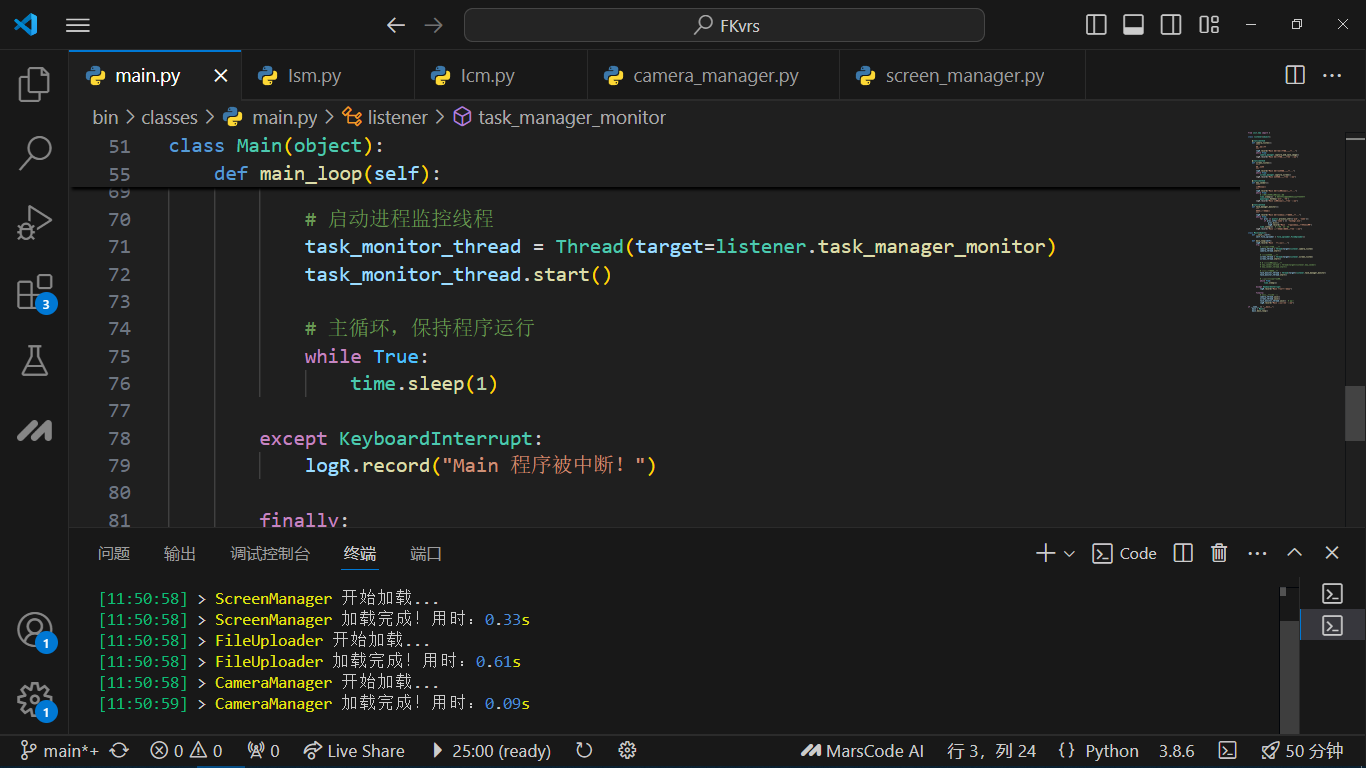 FKvrs
main.py
lsm.py
lcm.py
camera_manager.py
screen_manager.py
bin > classes > main.py > listener > task_manager_monitor
51 class Main(object):
55 def main_loop(self):
69
70 # 启动进程监控线程
71 task_monitor_thread = Thread(target=listener.task_manager_monitor)
72 task_monitor_thread.start()
73
74 # 主循环，保持程序运行
75 while True:
76 time.sleep(1)
77
78 except KeyboardInterrupt:
79 logR.record("Main 程序被中断！")
80
81 finally:
3
1
1
问题 输出 调试控制台 终端 端口
Code
[11:50:58] > ScreenManager 开始加载...
[11:50:58] > ScreenManager 加载完成！用时：0.33s
[11:50:58] > FileUploader 开始加载...
[11:50:58] > FileUploader 加载完成！用时：0.61s
[11:50:58] > CameraManager 开始加载...
[11:50:59] > CameraManager 加载完成！用时：0.09s
main*+ 0 0 0 Live Share 25:00 (ready) MarsCode AI 行 3，列 24 {} Python 3.8.6 50 分钟